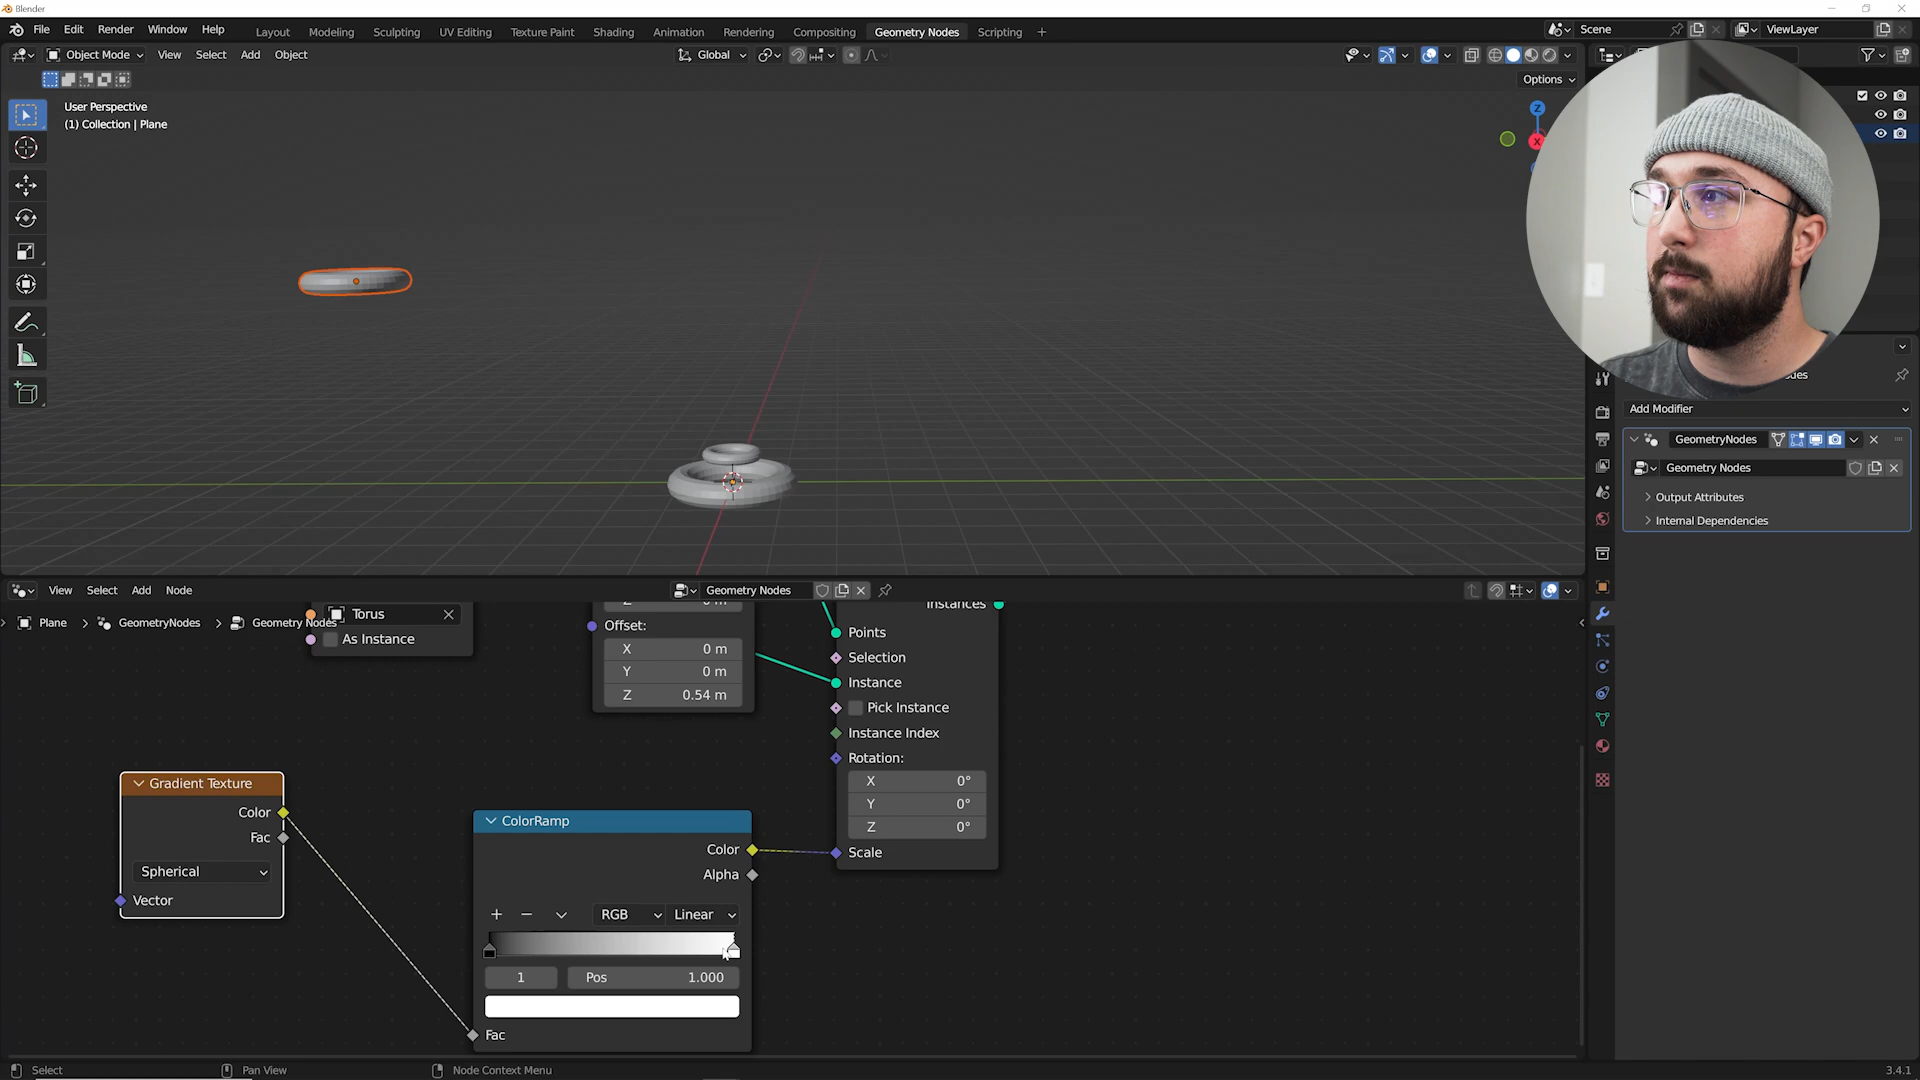 Blender
File Edit Render Window Help Layout Modeling Sculpting UV Editing Texture Paint Shading Animation Rendering Compositing Geometry Nodes Scripting + Scene ViewLayer
Object Mode View Select Add Object Global
Options
User Perspective
(1) Collection | Plane
Z
X
Add Modifier
GeometryNodes
Geometry Nodes
Output Attributes
Internal Dependencies
View Select Add Node Geometry Nodes
Plane > GeometryNodes > Geometry Nodes
Torus
As Instance
Offset:
X 0 m
Y 0 m
Z 0.54 m
Instances
Points
Selection
Instance
Pick Instance
Instance Index
Rotation:
X 0°
Y 0°
Z 0°
Scale
Gradient Texture
Color
Fac
Spherical
Vector
ColorRamp
Color
Alpha
+ − RGB Linear
1 Pos 1.000
Fac
Select Pan View Node Context Menu 3.4.1